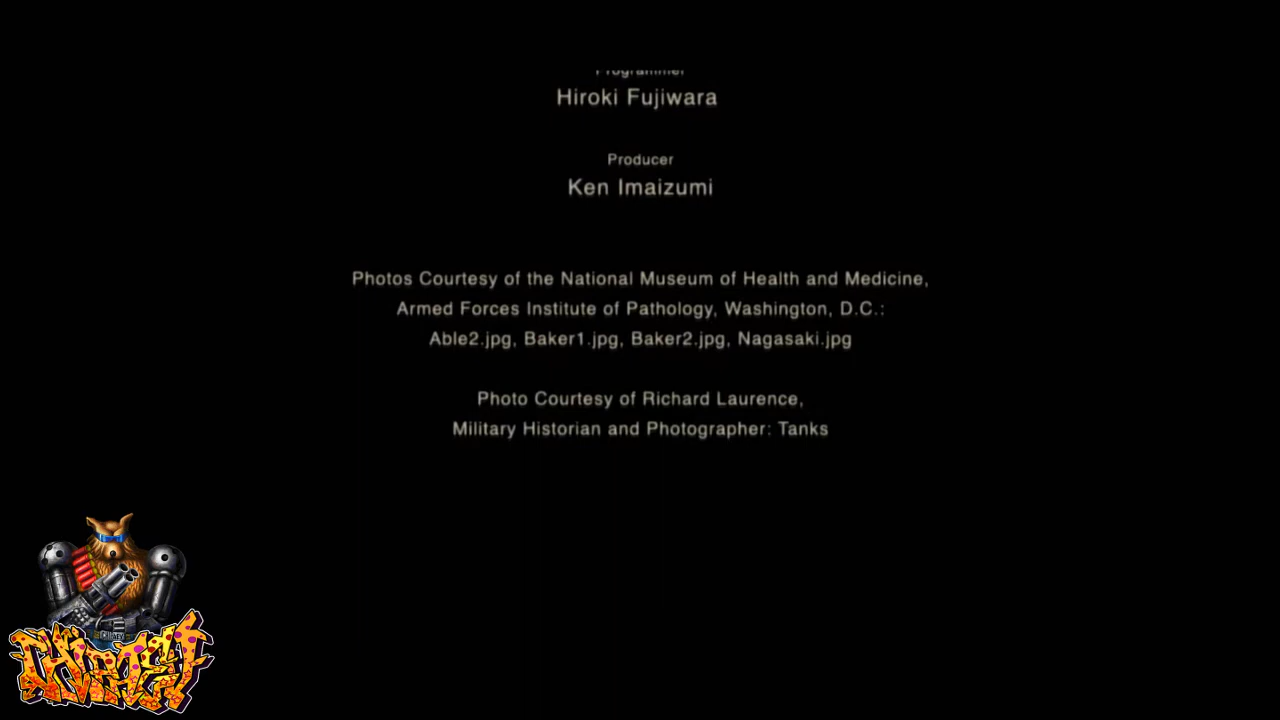 Programmer
Hiroki Fujiwara
Producer
Ken Imaizumi
Photos Courtesy of the National Museum of Health and Medicine,
Armed Forces Institute of Pathology, Washington, D.C.:
Able2.jpg, Baker1.jpg, Baker2.jpg, Nagasaki.jpg
Photo Courtesy of Richard Laurence,
Military Historian and Photographer: Tanks